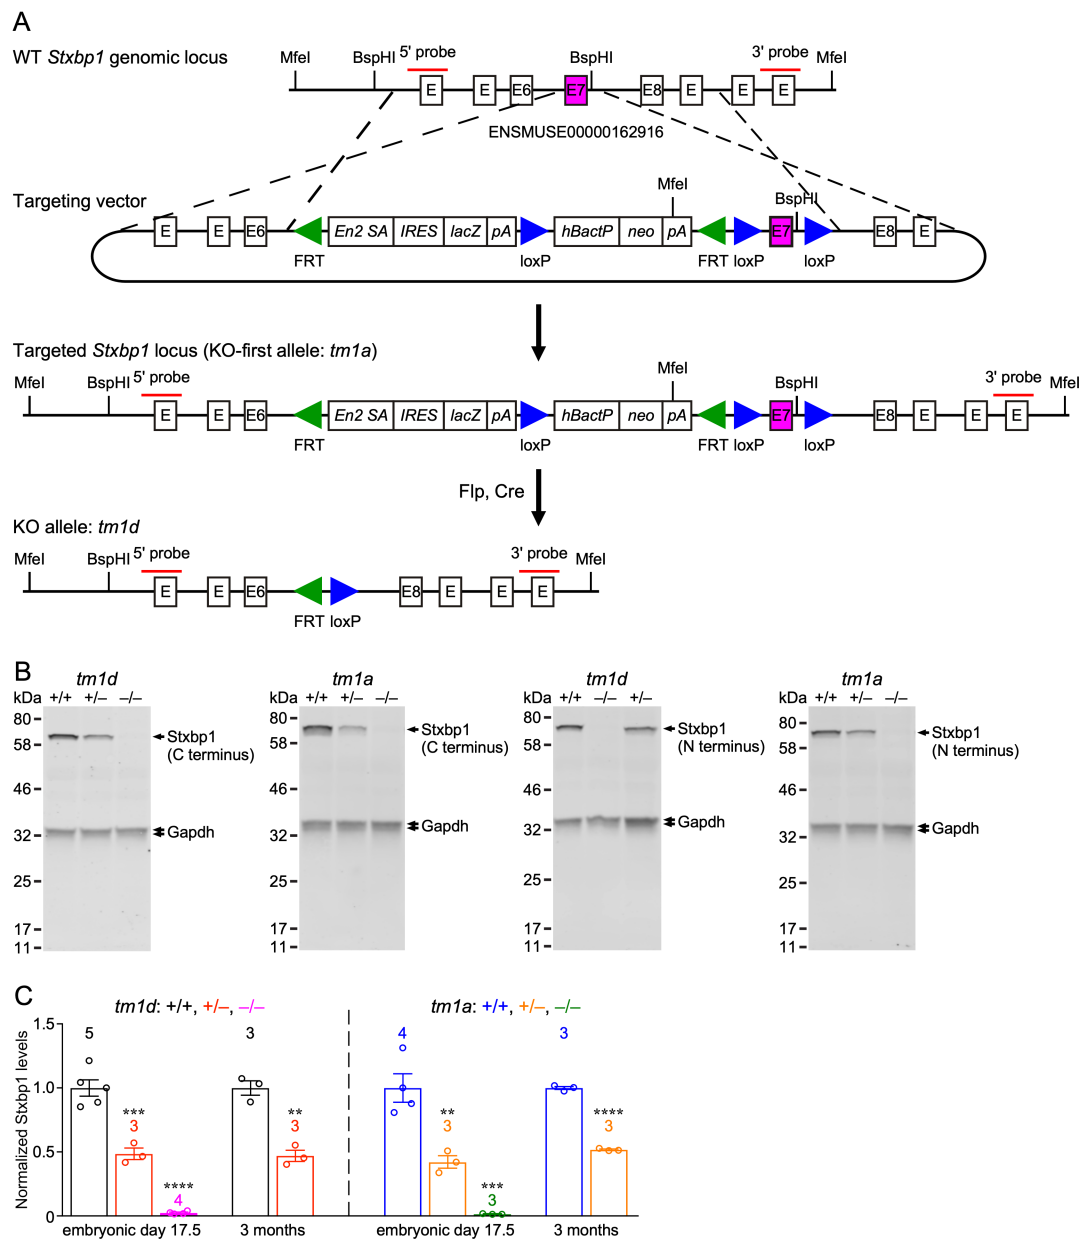 A
WT Stxbp1 genomic locus
MfeI BspHI 5' probe BspHI 3' probe MfeI
E E E6 E7 E8 E E E
ENSMUSE00000162916
Targeting vector
MfeI
BspHI
E E E6 En2 SA IRES lacZ pA hBactP neo pA E7 E8 E
FRT loxP FRT loxP loxP
Targeted Stxbp1 locus (KO-first allele: tm1a)
MfeI BspHI 5' probe MfeI BspHI 3' probe MfeI
E E E6 En2 SA IRES lacZ pA hBactP neo pA E7 E8 E E E
FRT loxP FRT loxP loxP
Flp, Cre
KO allele: tm1d
MfeI BspHI 5' probe 3' probe MfeI
E E E6 E8 E E E
FRT loxP
B
tm1d
kDa +/+ +/– –/–
80
58
46
32
25
17
11
Stxbp1
(C terminus)
Gapdh
tm1a
kDa +/+ +/– –/–
80
58
46
32
25
17
11
Stxbp1
(C terminus)
Gapdh
tm1d
kDa +/+ –/– +/–
80
58
46
32
25
17
11
Stxbp1
(N terminus)
Gapdh
tm1a
kDa +/+ +/– –/–
80
58
46
32
25
17
11
Stxbp1
(N terminus)
Gapdh
C
tm1d: +/+, +/–, –/–
tm1a: +/+, +/–, –/–
Normalized Stxbp1 levels
1.5
1.0
0.5
0
5
***
3
****
4
3
**
3
4
**
3
***
3
3
****
3
embryonic day 17.5 3 months embryonic day 17.5 3 months